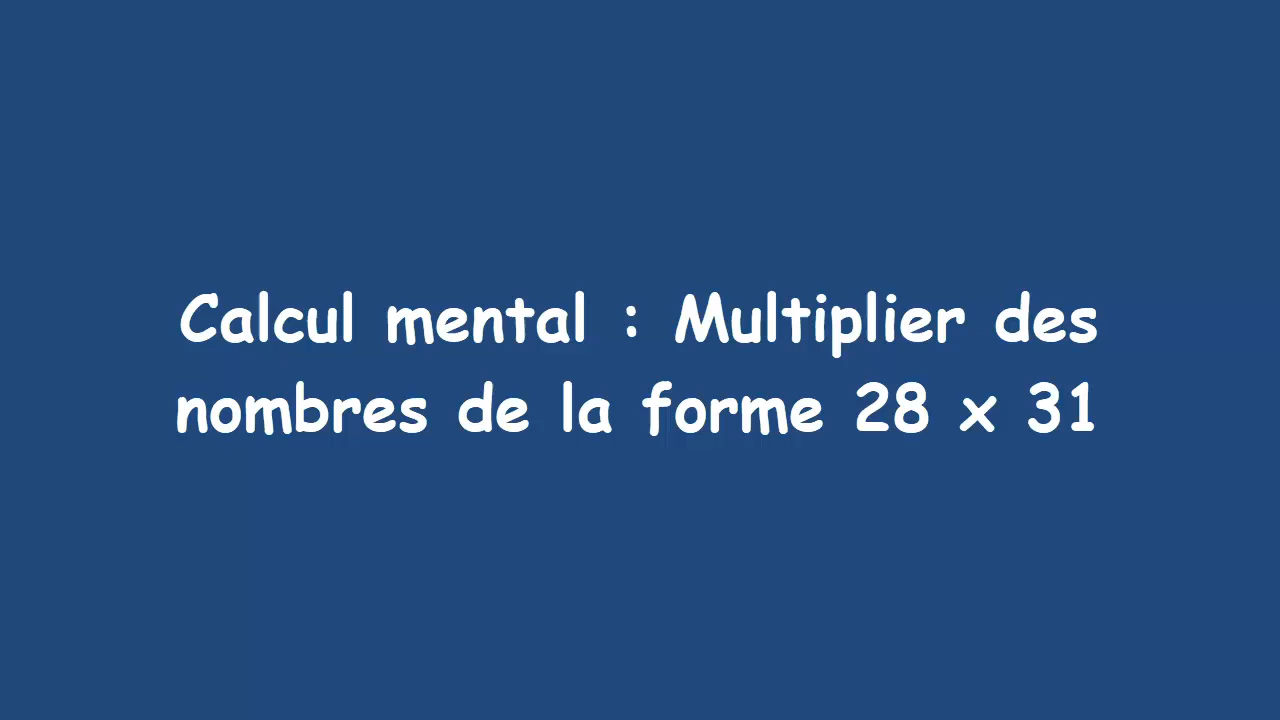 Calcul mental : Multiplier des
nombres de la forme 28 x 31